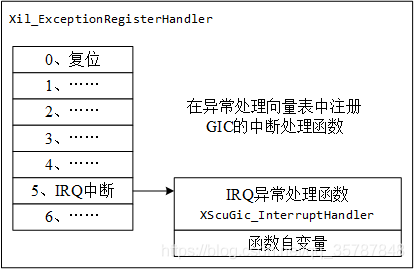 Xil_ExceptionRegisterHandler
0、复位
1、……
2、……
3、……
4、……
5、IRQ中断
6、……
在异常处理向量表中注册
GIC的中断处理函数
IRQ异常处理函数
XScuGic_InterruptHandler
函数自变量